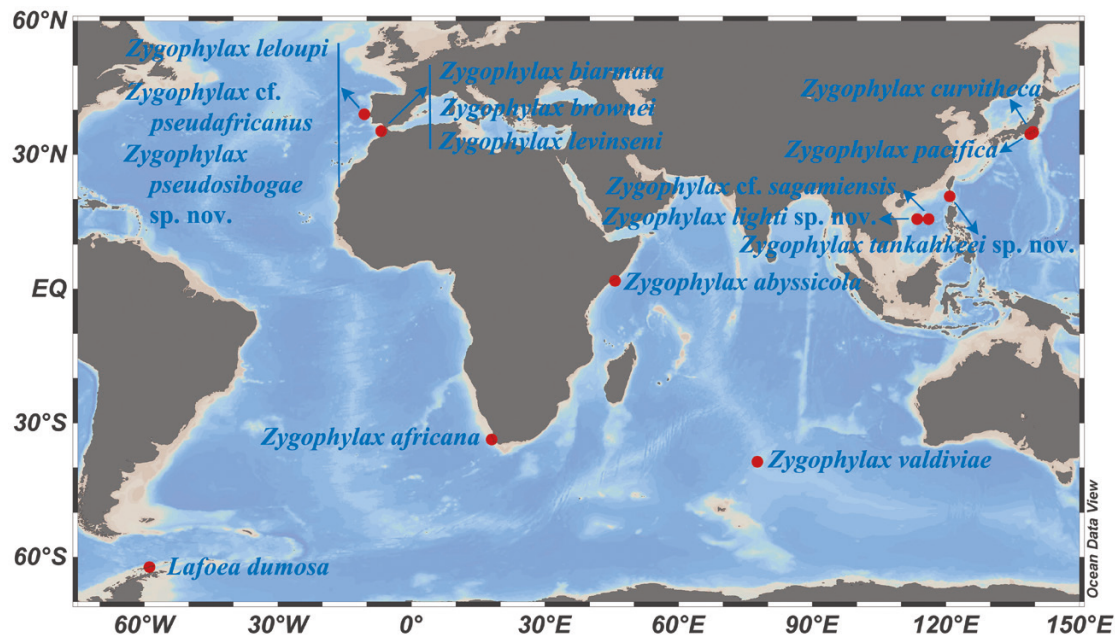 60°N
30°N
EQ
30°S
60°S
Zygophylax leloupi
Zygophylax cf.
pseudafricanus
Zygophylax
pseudosibogae
sp. nov.
Zygophylax biarmata
Zygophylax brownei
Zygophylax levinseni
Zygophylax curvitheca
Zygophylax pacifica
Zygophylax cf. sagamiensis
Zygophylax lighti sp. nov.
Zygophylax tankahkeei sp. nov.
Zygophylax abyssicola
Zygophylax africana
Zygophylax valdiviae
Lafoea dumosa
Ocean Data View
60°W
30°W
0°
30°E
60°E
90°E
120°E
150°E